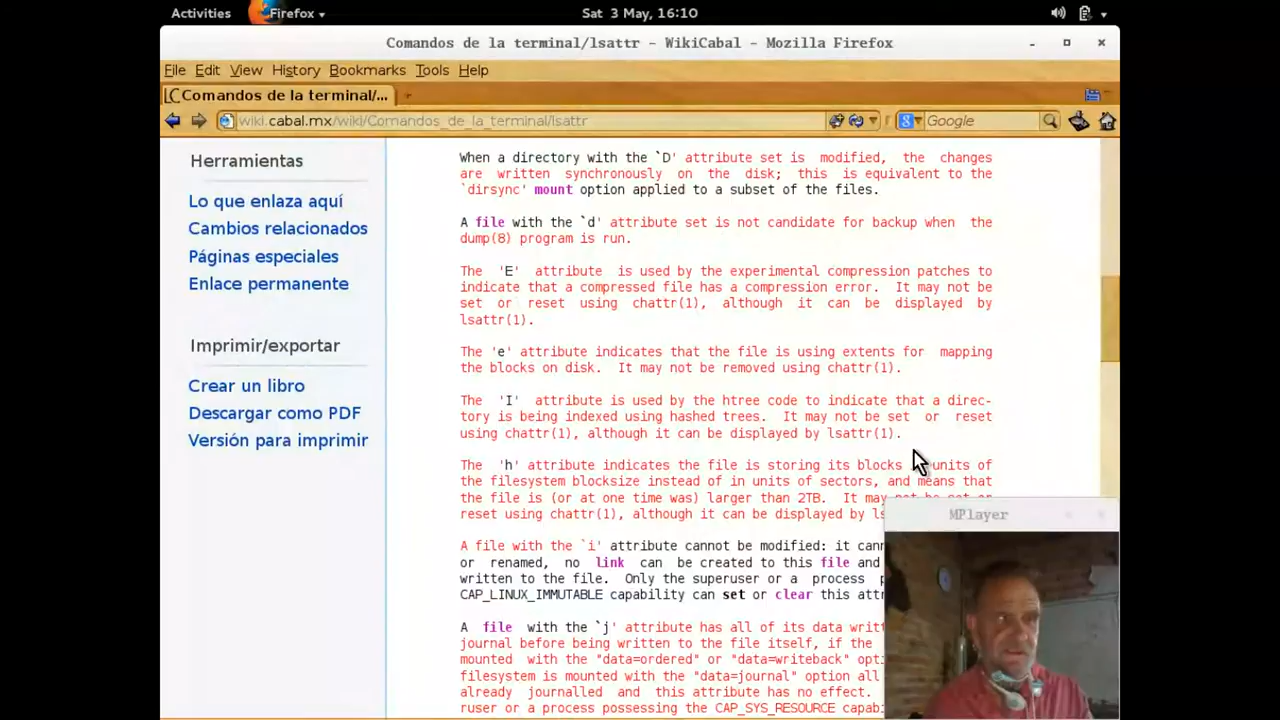 Activities Firefox Sat 3 May, 16:10
Comandos de la terminal/lsattr - WikiCabal - Mozilla Firefox
File Edit View History Bookmarks Tools Help
Comandos de la terminal/...
wiki.cabal.mx/wiki/Comandos_de_la_terminal/lsattr Google
Herramientas
Lo que enlaza aquí
Cambios relacionados
Páginas especiales
Enlace permanente
Imprimir/exportar
Crear un libro
Descargar como PDF
Versión para imprimir
When a directory with the `D' attribute set is modified, the changes
are written synchronously on the disk; this is equivalent to the
`dirsync' mount option applied to a subset of the files.
A file with the `d' attribute set is not candidate for backup when the
dump(8) program is run.
The 'E' attribute is used by the experimental compression patches to
indicate that a compressed file has a compression error. It may not be
set or reset using chattr(1), although it can be displayed by
lsattr(1).
The 'e' attribute indicates that the file is using extents for mapping
the blocks on disk. It may not be removed using chattr(1).
The 'I' attribute is used by the htree code to indicate that a direc-
tory is being indexed using hashed trees. It may not be set or reset
using chattr(1), although it can be displayed by lsattr(1).
The 'h' attribute indicates the file is storing its blocks units of
the filesystem blocksize instead of in units of sectors, and means that
the file is (or at one time was) larger than 2TB. It may not be set or
reset using chattr(1), although it can be displayed by ls
A file with the `i' attribute cannot be modified: it can
or renamed, no link can be created to this file and
written to the file. Only the superuser or a process
CAP_LINUX_IMMUTABLE capability can set or clear this attr
A file with the `j' attribute has all of its data writ
journal before being written to the file itself, if the
mounted with the "data=ordered" or "data=writeback" opti
filesystem is mounted with the "data=journal" option all
already journalled and this attribute has no effect.
ruser or a process possessing the CAP_SYS_RESOURCE capab
MPlayer